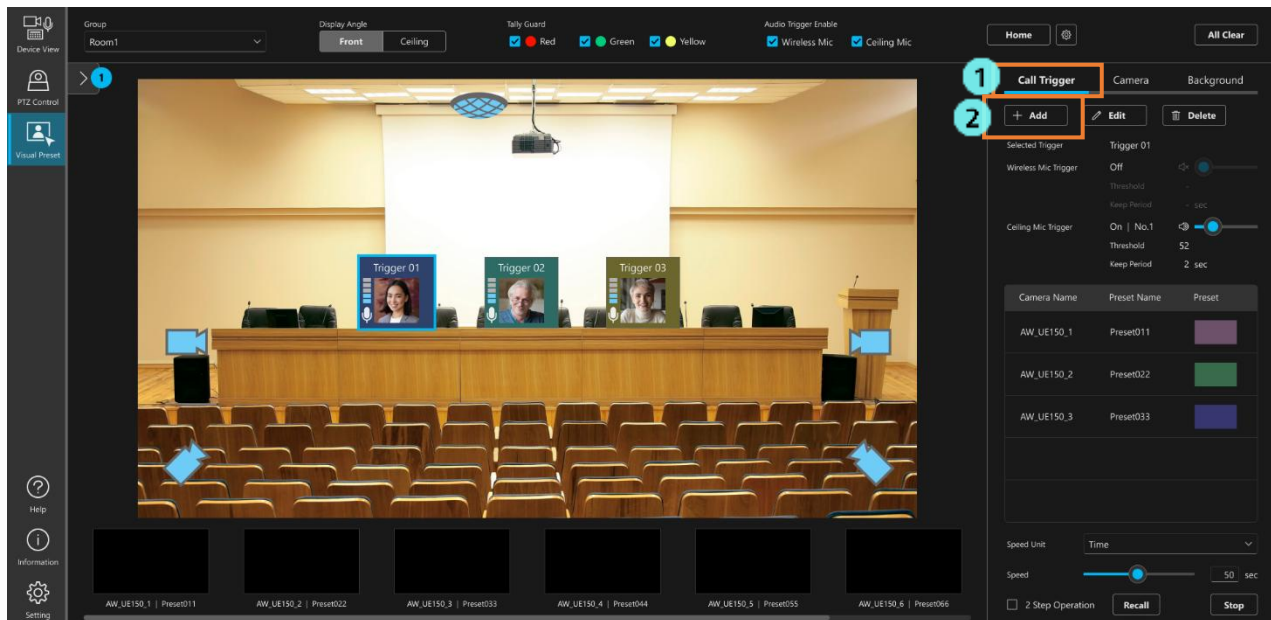 Device View
PTZ Control
Visual Preset
Help
Information
Setting
Group
Room1
Display Angle
Front
Ceiling
Tally Guard
Red
Green
Yellow
Audio Trigger Enable
Wireless Mic
Ceiling Mic
Home
All Clear
1
Trigger 01
Trigger 02
Trigger 03
AW_UE150_1 | Preset011
AW_UE150_2 | Preset022
AW_UE150_3 | Preset033
AW_UE150_4 | Preset044
AW_UE150_5 | Preset055
AW_UE150_6 | Preset066
1
Call Trigger
Camera
Background
2
+ Add
Edit
Delete
Selected Trigger Trigger 01
Wireless Mic Trigger Off
Threshold -
Keep Period - sec
Ceiling Mic Trigger On | No.1
Threshold 52
Keep Period 2 sec
Camera Name Preset Name Preset
AW_UE150_1 Preset011
AW_UE150_2 Preset022
AW_UE150_3 Preset033
Speed Unit Time
Speed 50 sec
2 Step Operation Recall Stop